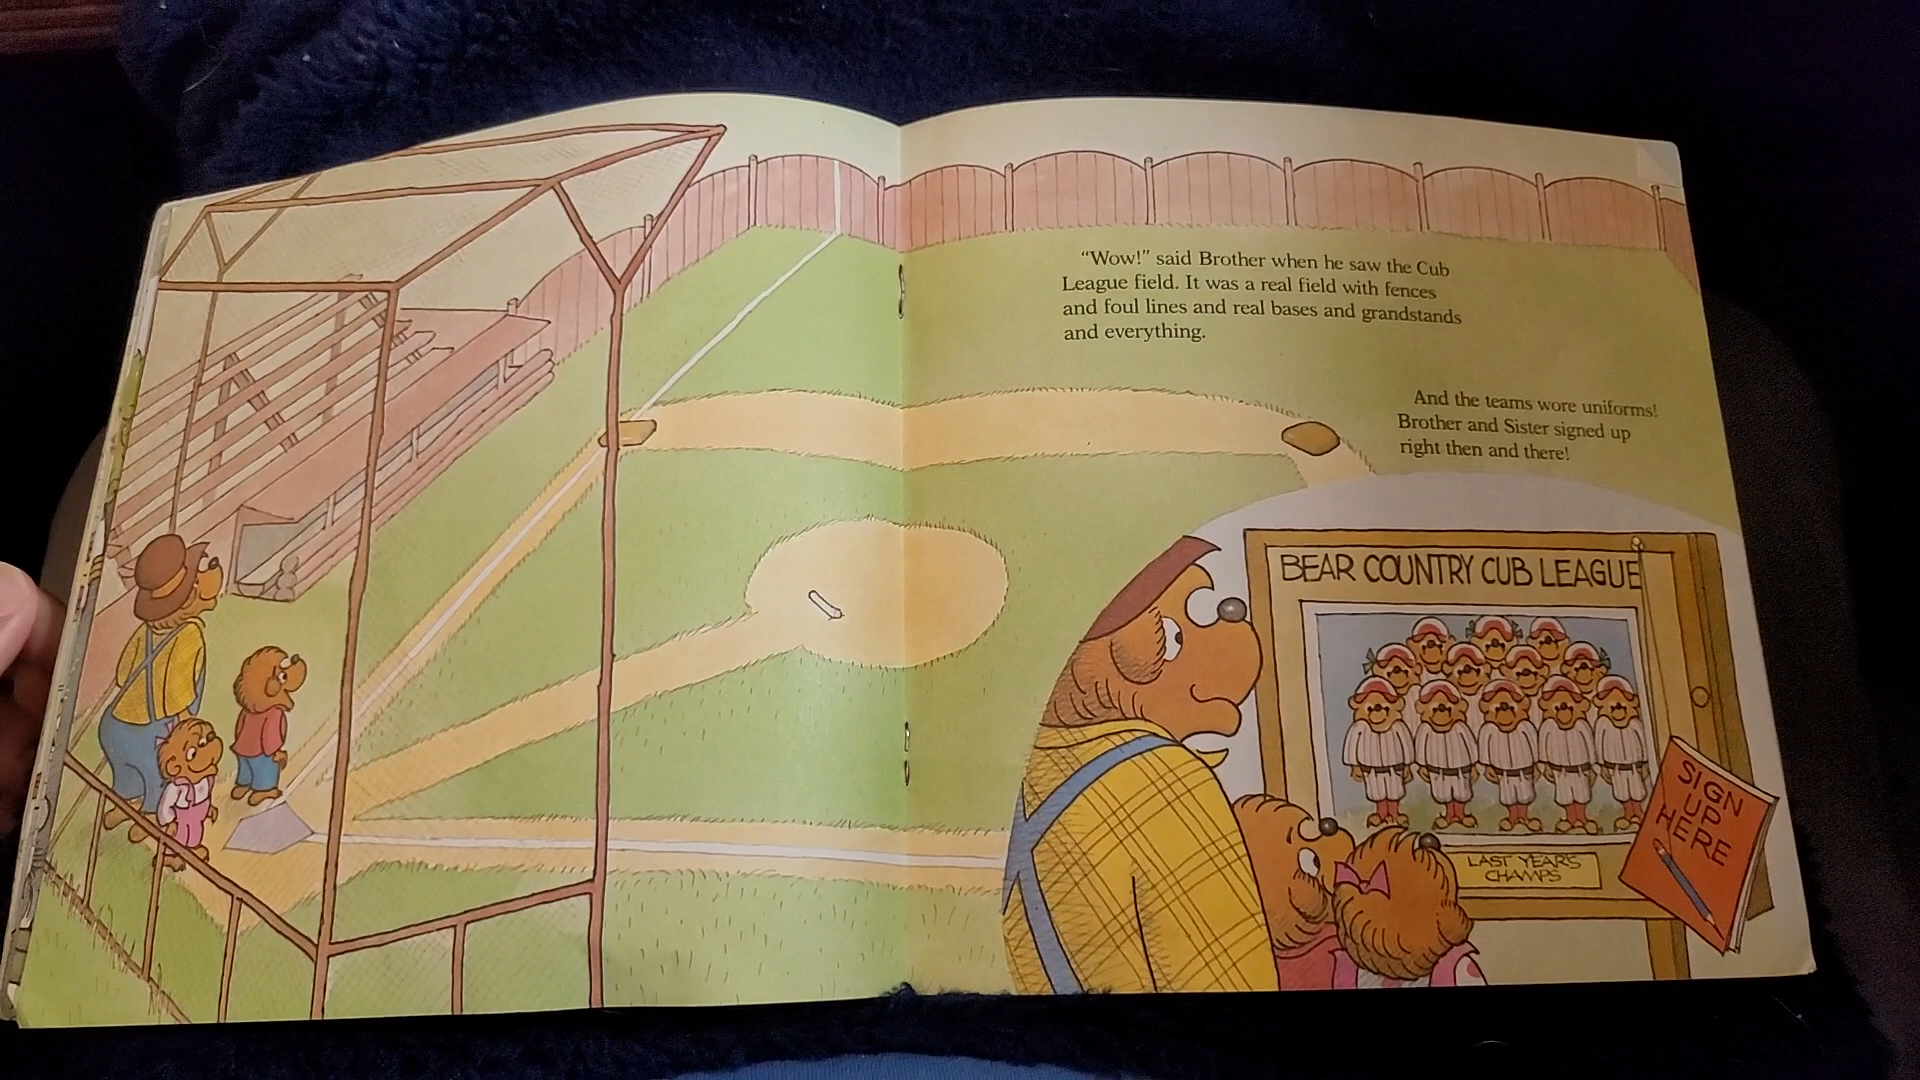 “Wow!” said Brother when he saw the Cub
League field. It was a real field with fences
and foul lines and real bases and grandstands
and everything.
And the teams wore uniforms!
Brother and Sister signed up
right then and there!
BEAR COUNTRY CUB LEAGUE
LAST YEAR'S
CHAMPS
SIGN
UP
HERE